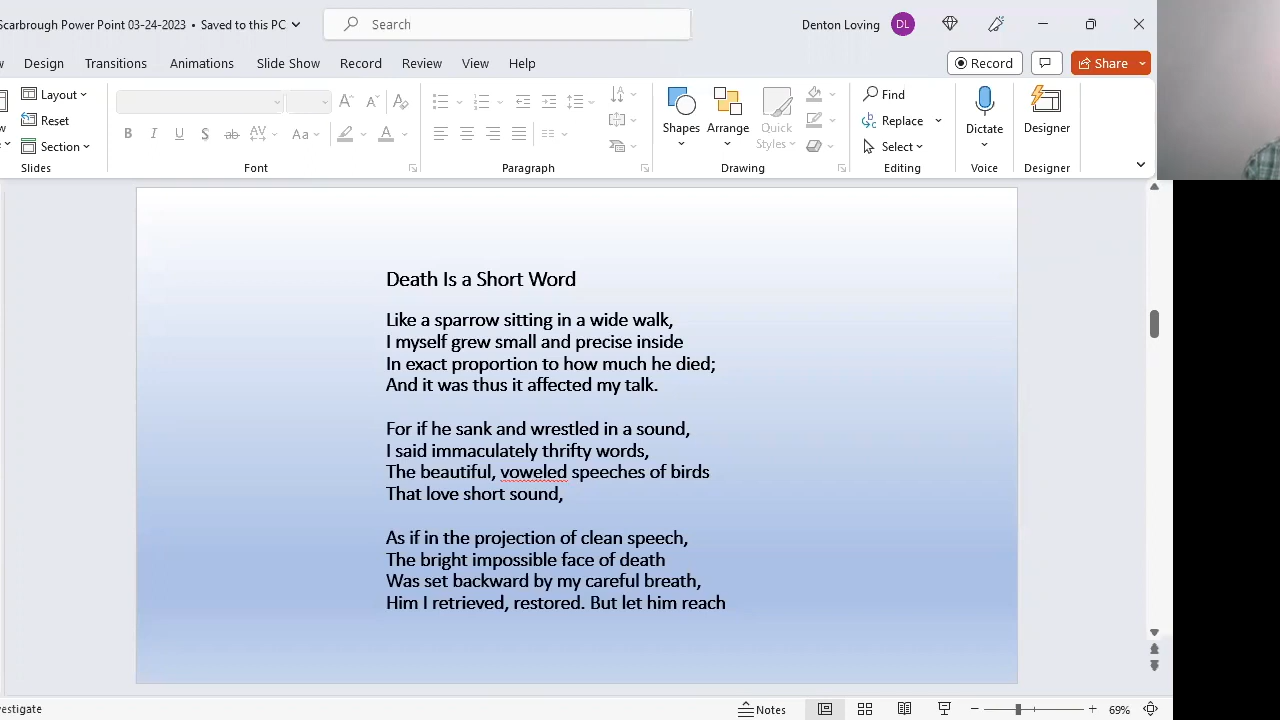 Scarbrough Power Point 03-24-2023 • Saved to this PC
Search
Denton Loving DL
Design Transitions Animations Slide Show Record Review View Help
Record Share
Layout
Reset
Section
Slides
B I U S ab AV Aa A
Font
Paragraph
Shapes Arrange Quick Styles
Drawing
Find
Replace
Select
Editing
Dictate
Voice
Designer
Designer
Death Is a Short Word
Like a sparrow sitting in a wide walk,
I myself grew small and precise inside
In exact proportion to how much he died;
And it was thus it affected my talk.
For if he sank and wrestled in a sound,
I said immaculately thrifty words,
The beautiful, voweled speeches of birds
That love short sound,
As if in the projection of clean speech,
The bright impossible face of death
Was set backward by my careful breath,
Him I retrieved, restored. But let him reach
Notes 69%